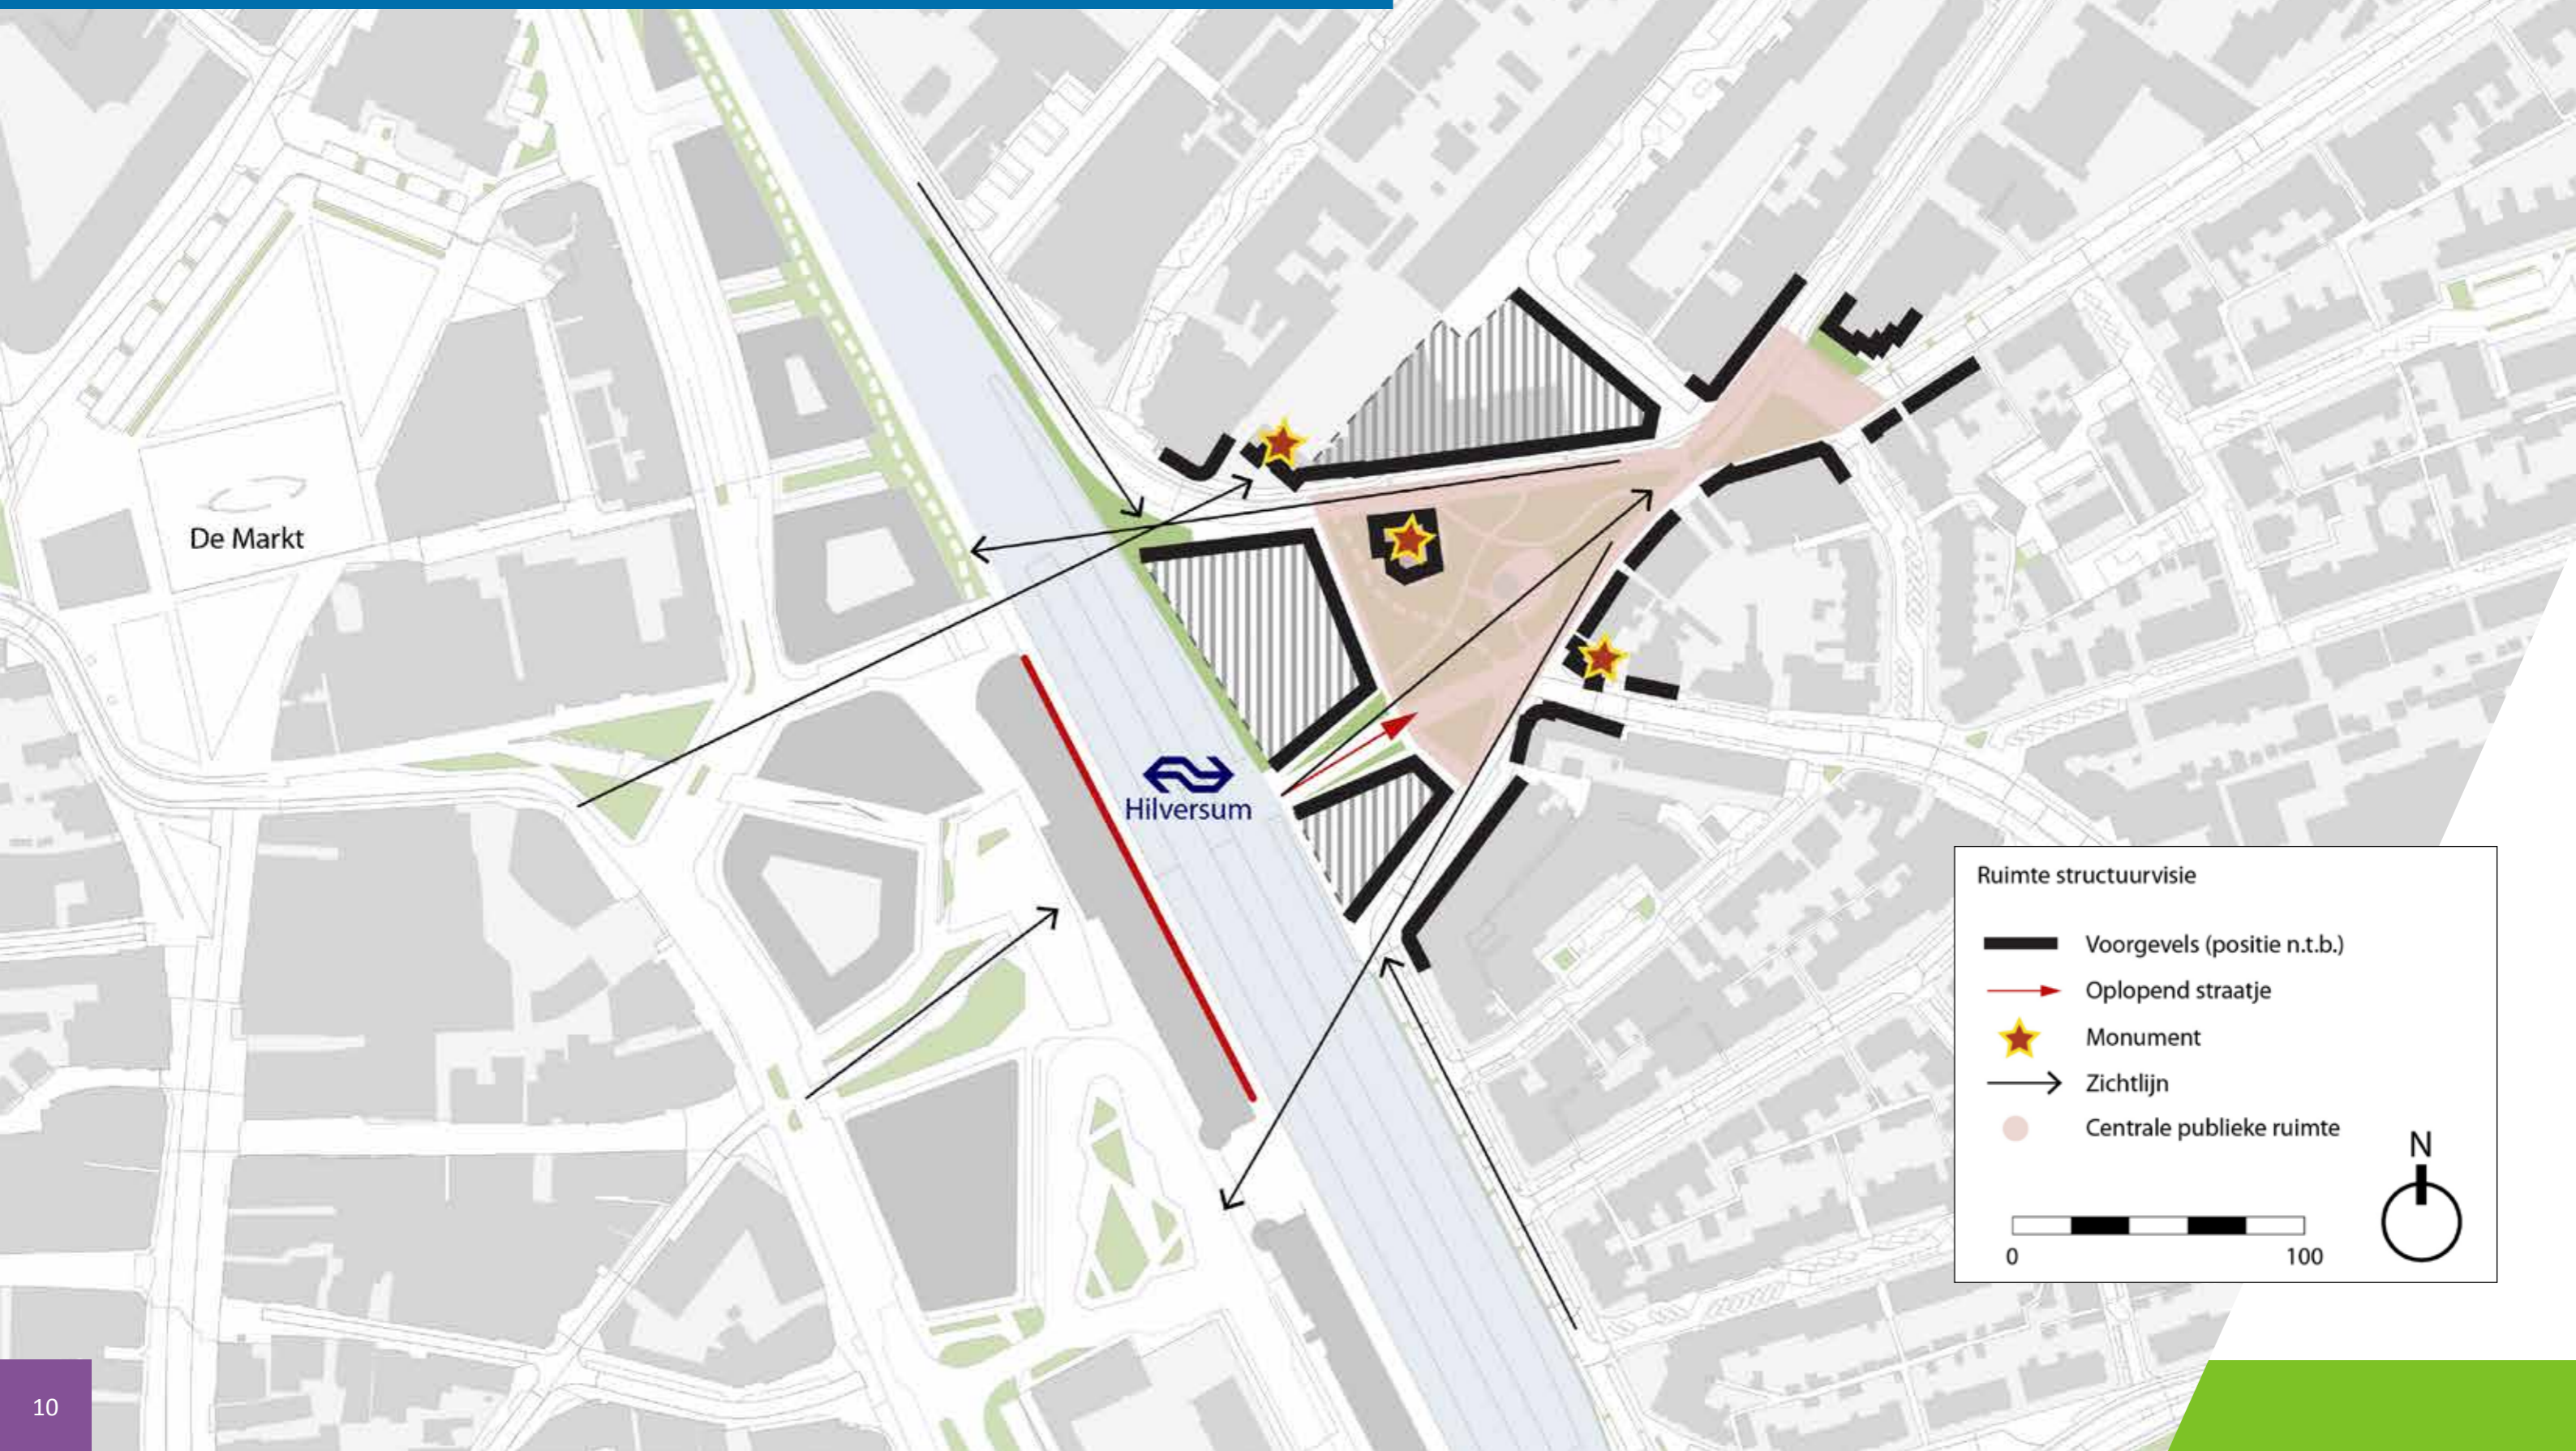 De Markt
Hilversum
Ruimte structuurvisie
Voorgevels (positie n.t.b.)
Oplopend straatje
Monument
Zichtlijn
Centrale publieke ruimte
N
0 100
10